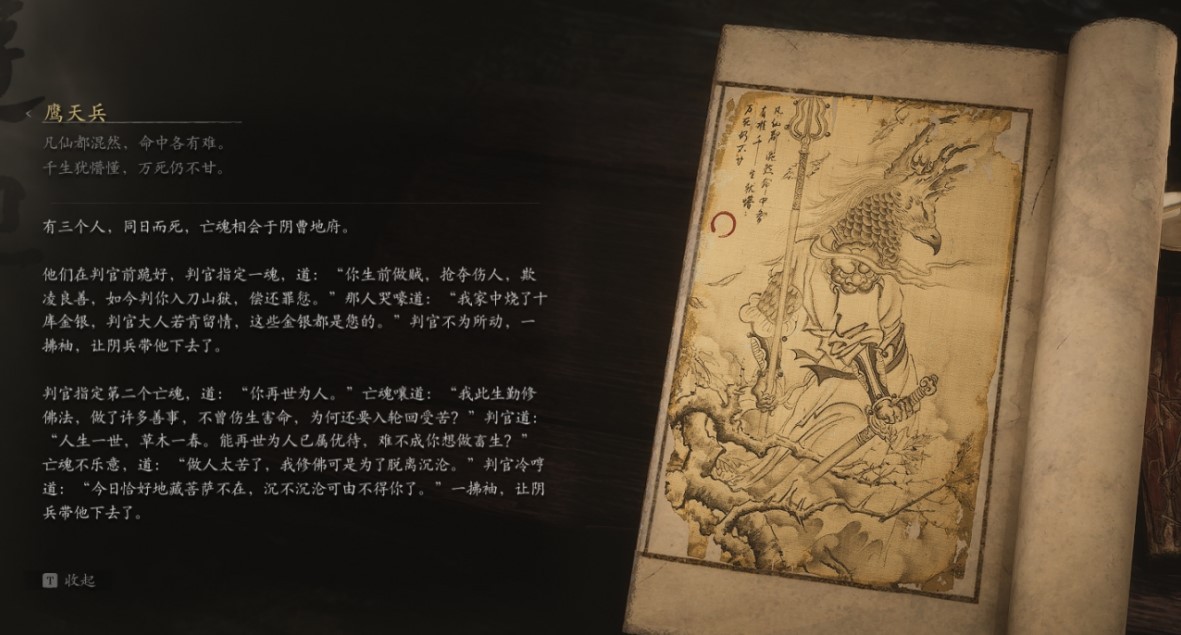 鹰天兵
凡仙都混然，命中各有难。
千生犹懵懂，万死仍不甘。
有三个人，同日而死，亡魂相会于阴曹地府。
他们在判官前跪好，判官指定一魂，道：“你生前做贼，抢夺伤人，欺
凌良善，如今判你入刀山狱，偿还罪愆。”那人哭嚎道：“我家中烧了十
库金银，判官大人若肯留情，这些金银都是您的。”判官不为所动，一
拂袖，让阴兵带他下去了。
判官指定第二个亡魂，道：“你再世为人。”亡魂嚷道：“我此生勤修
佛法，做了许多善事，不曾伤生害命，为何还要入轮回受苦？”判官道：
“人生一世，草木一春。能再世为人已属优待，难不成你想做畜生？”
亡魂不乐意，道：“做人太苦了，我修佛可是为了脱离沉沦。”判官冷哼
道：“今日恰好地藏菩萨不在，沉不沉沦可由不得你了。”一拂袖，让阴
兵带他下去了。
T 收起
凡仙都混然命中各
有难千生犹懵懂
万死仍不甘